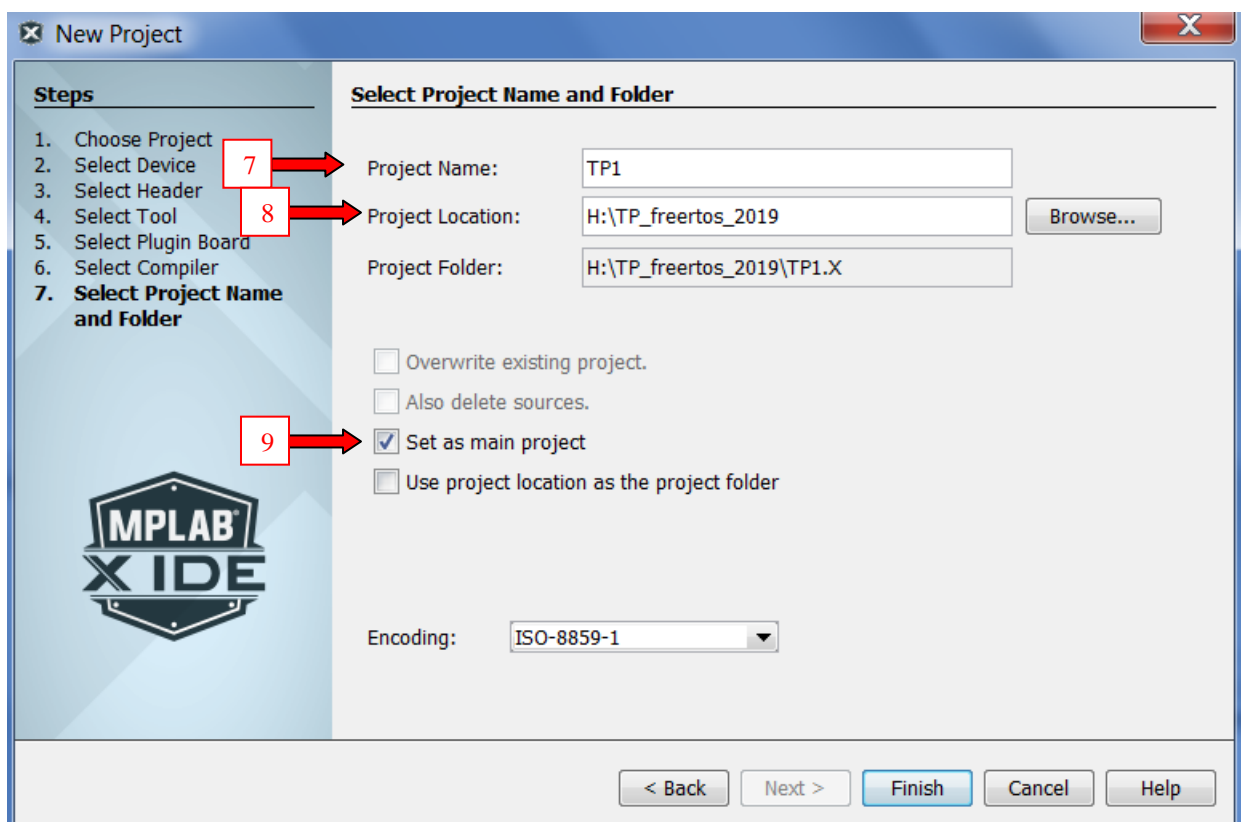 New Project
X
Steps
1. Choose Project
2. Select Device
3. Select Header
4. Select Tool
5. Select Plugin Board
6. Select Compiler
7. Select Project Name
and Folder
MPLAB®
X IDE
Select Project Name and Folder
7
Project Name: TP1
8
Project Location: H:\TP_freertos_2019 Browse...
Project Folder: H:\TP_freertos_2019\TP1.X
Overwrite existing project.
Also delete sources.
9
Set as main project
Use project location as the project folder
Encoding: ISO-8859-1
< Back Next > Finish Cancel Help